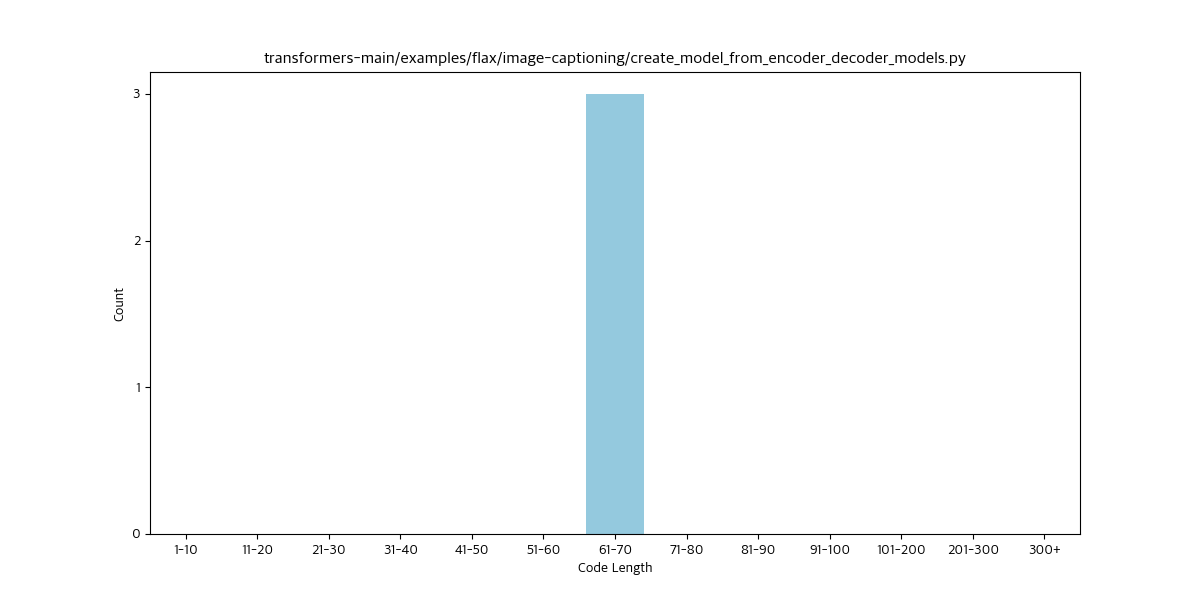 transformers-main/examples/flax/image-captioning/create_model_from_encoder_decoder_models.py
3
2
1
0
Count
1-10 11-20 21-30 31-40 41-50 51-60 61-70 71-80 81-90 91-100 101-200 201-300 300+
Code Length